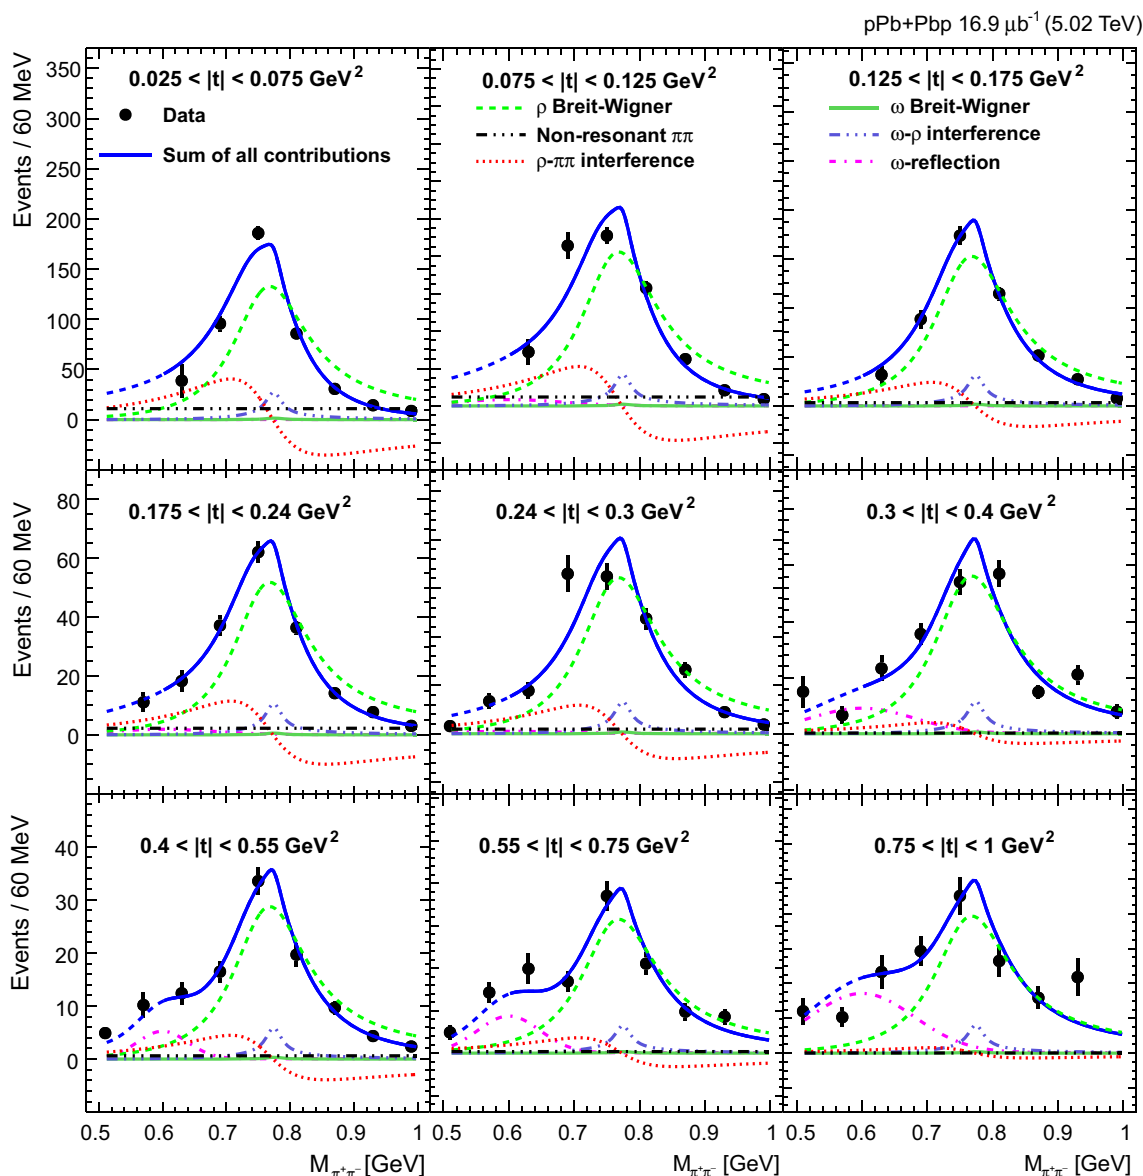 pPb+Pbp 16.9 μb⁻¹ (5.02 TeV)
0.025 < |t| < 0.075 GeV²
0.075 < |t| < 0.125 GeV²
0.125 < |t| < 0.175 GeV²
Data
Sum of all contributions
ρ Breit-Wigner
Non-resonant ππ
ρ-ππ interference
ω Breit-Wigner
ω-ρ interference
ω-reflection
Events / 60 MeV
350
300
250
200
150
100
50
0
0.175 < |t| < 0.24 GeV²
0.24 < |t| < 0.3 GeV²
0.3 < |t| < 0.4 GeV²
Events / 60 MeV
80
60
40
20
0
0.4 < |t| < 0.55 GeV²
0.55 < |t| < 0.75 GeV²
0.75 < |t| < 1 GeV²
Events / 60 MeV
40
30
20
10
0
0.5 0.6 0.7 0.8 0.9 1
0.5 0.6 0.7 0.8 0.9 1
0.5 0.6 0.7 0.8 0.9 1
M_π⁺π⁻ [GeV]
M_π⁺π⁻ [GeV]
M_π⁺π⁻ [GeV]